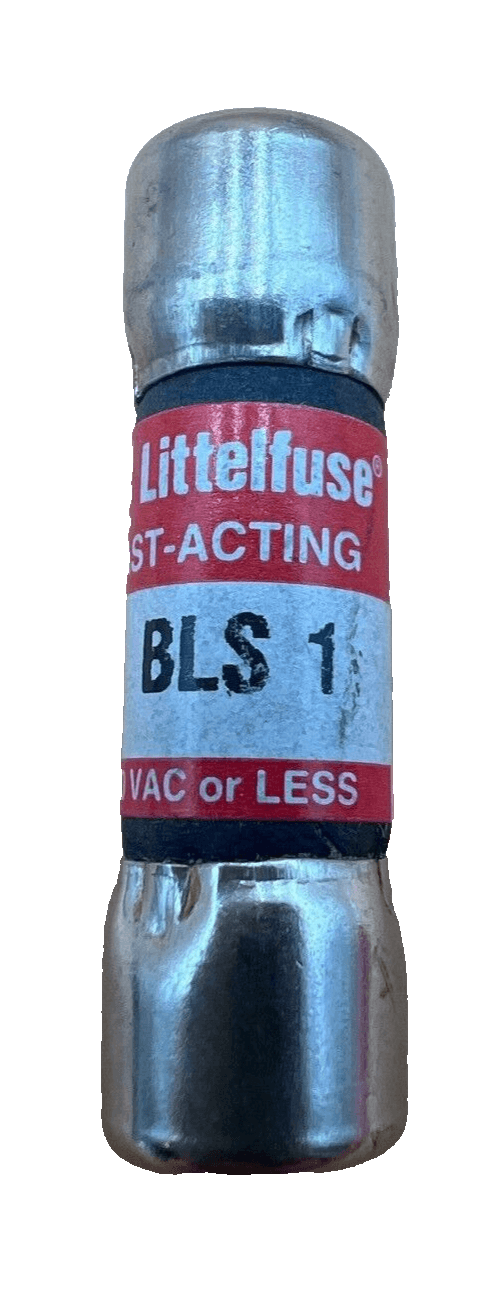 Littelfuse®
ST-ACTING
BLS 1
VAC or LESS